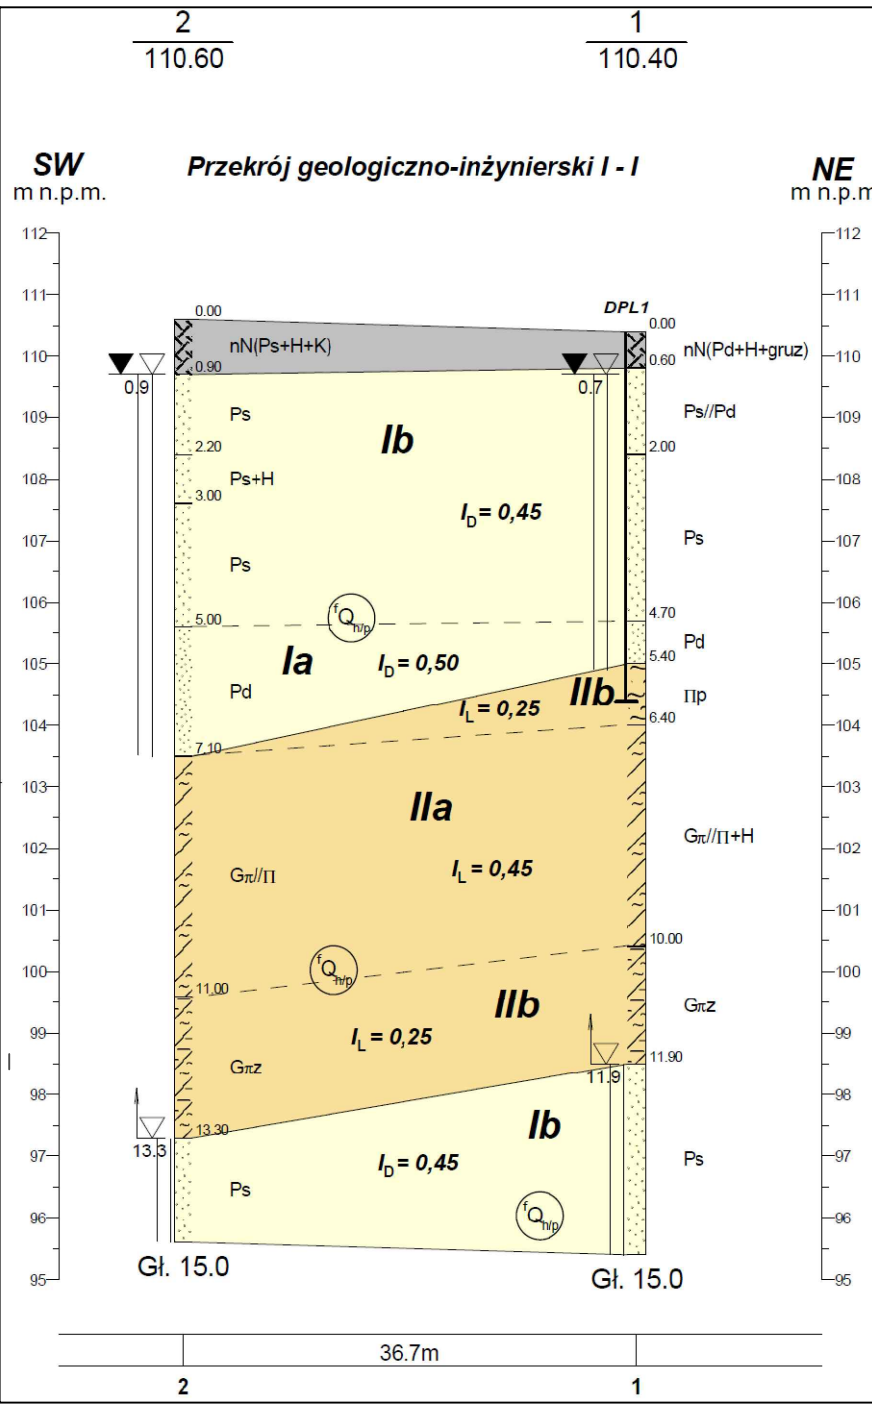 2 1
110.60 110.40
SW Przekrój geologiczno-inżynierski I - I NE
m n.p.m. m n.p.m
112 112
111 111
0.00 DPL1 0.00
nN(Ps+H+K) nN(Pd+H+gruz)
110 110
0.90 0.60
0.9 0.7
109 Ps Ps//Pd 109
Ib
2.20 2.00
108 Ps+H 108
3.00
I_D = 0,45
107 Ps 107
Ps
106 106
5.00 fQh/p 4.70
Pd
Ia I_D = 0,50 5.40
105 105
Pd IIb Πp
I_L = 0,25
104 6.40 104
7.10
103 103
IIa
102 Gπ//Π+H 102
Gπ//Π I_L = 0,45
101 101
10.00
100 fQh/p 100
11.00
IIb Gπz
99 I_L = 0,25 99
Gπz 11.90
11.9
98 98
13.30 Ib
13.3
97 I_D = 0,45 Ps 97
Ps
96 fQh/p 96
Gł. 15.0 Gł. 15.0
95 95
36.7m
2 1